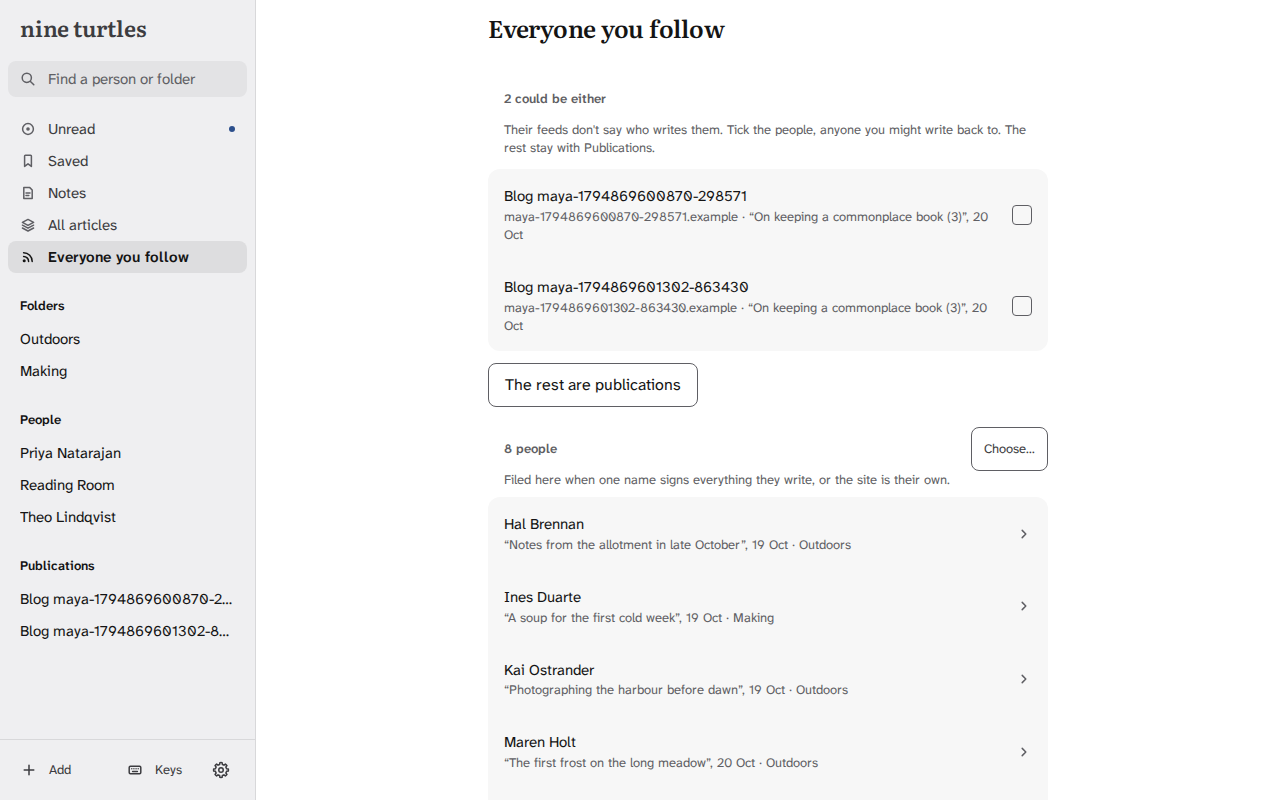 nine turtles
Find a person or folder
Unread
Saved
Notes
All articles
Everyone you follow
Folders
Outdoors
Making
People
Priya Natarajan
Reading Room
Theo Lindqvist
Publications
Blog maya-1794869600870-2...
Blog maya-1794869601302-8...
Add
Keys
Everyone you follow
2 could be either
Their feeds don't say who writes them. Tick the people, anyone you might write back to. The
rest stay with Publications.
Blog maya-1794869600870-298571
maya-1794869600870-298571.example · “On keeping a commonplace book (3)”, 20
Oct
Blog maya-1794869601302-863430
maya-1794869601302-863430.example · “On keeping a commonplace book (3)”, 20
Oct
The rest are publications
8 people
Choose...
Filed here when one name signs everything they write, or the site is their own.
Hal Brennan
“Notes from the allotment in late October”, 19 Oct · Outdoors
Ines Duarte
“A soup for the first cold week”, 19 Oct · Making
Kai Ostrander
“Photographing the harbour before dawn”, 19 Oct · Outdoors
Maren Holt
“The first frost on the long meadow”, 20 Oct · Outdoors